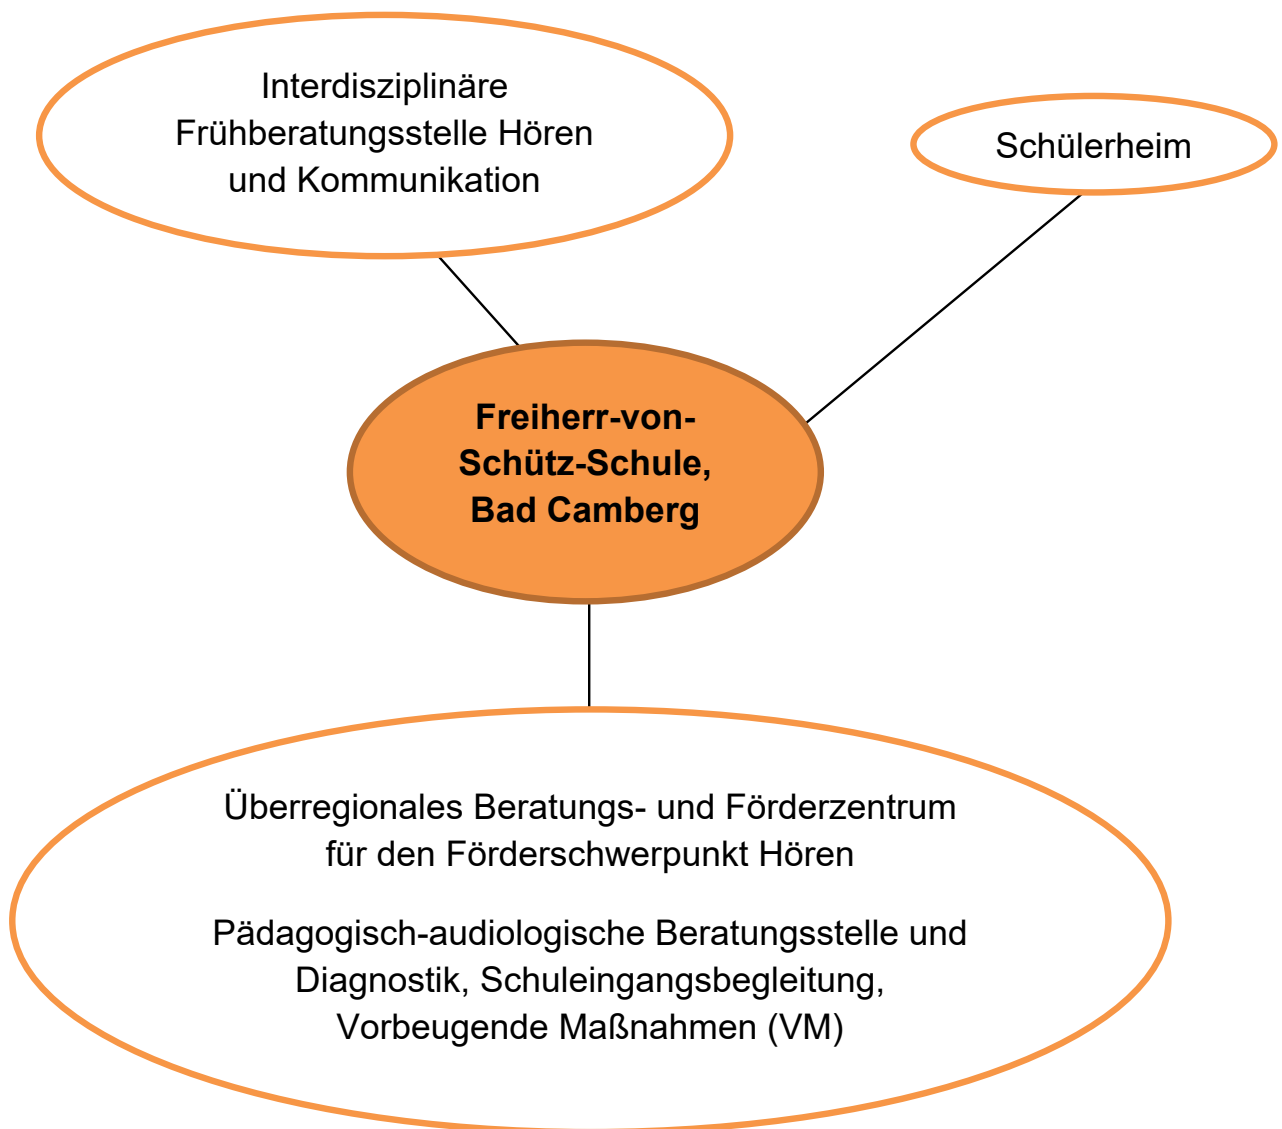 Interdisziplinäre
Frühberatungsstelle Hören
und Kommunikation
Schülerheim
Freiherr-von-
Schütz-Schule,
Bad Camberg
Überregionales Beratungs- und Förderzentrum
für den Förderschwerpunkt Hören
Pädagogisch-audiologische Beratungsstelle und
Diagnostik, Schuleingangsbegleitung,
Vorbeugende Maßnahmen (VM)